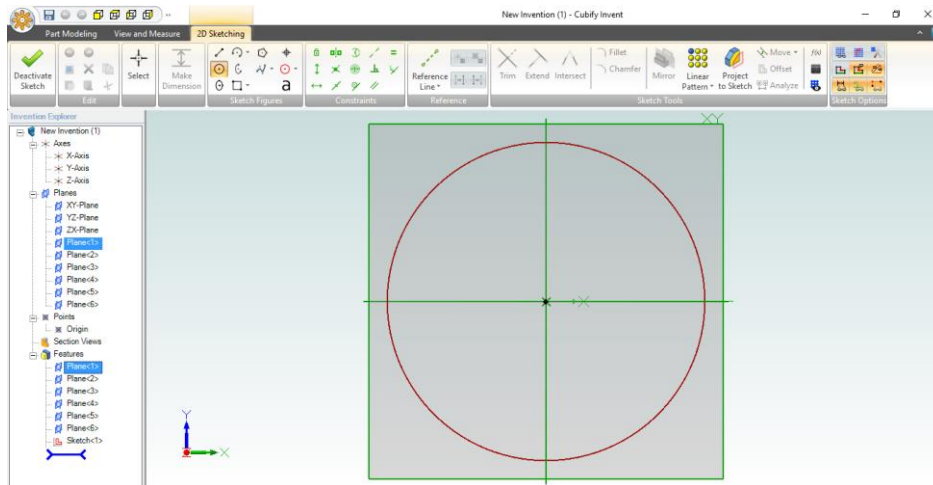 New Invention (1) - Cubify Invent
Part Modeling View and Measure 2D Sketching
Deactivate Sketch
Edit
Select
Make Dimension
a
Sketch Figures
Constraints
Reference Line
Reference
Trim Extend Intersect
Fillet
Chamfer
Mirror
Linear Pattern
Project to Sketch
Move
Offset
Analyze
f(x)
Sketch Tools
Sketch Options
Invention Explorer
New Invention (1)
Axes
X-Axis
Y-Axis
Z-Axis
Planes
XY-Plane
YZ-Plane
ZX-Plane
Plane<1>
Plane<2>
Plane<3>
Plane<4>
Plane<5>
Plane<6>
Points
Origin
Section Views
Features
Plane<1>
Plane<2>
Plane<3>
Plane<4>
Plane<5>
Plane<6>
Sketch<1>
XY
X
Y
X